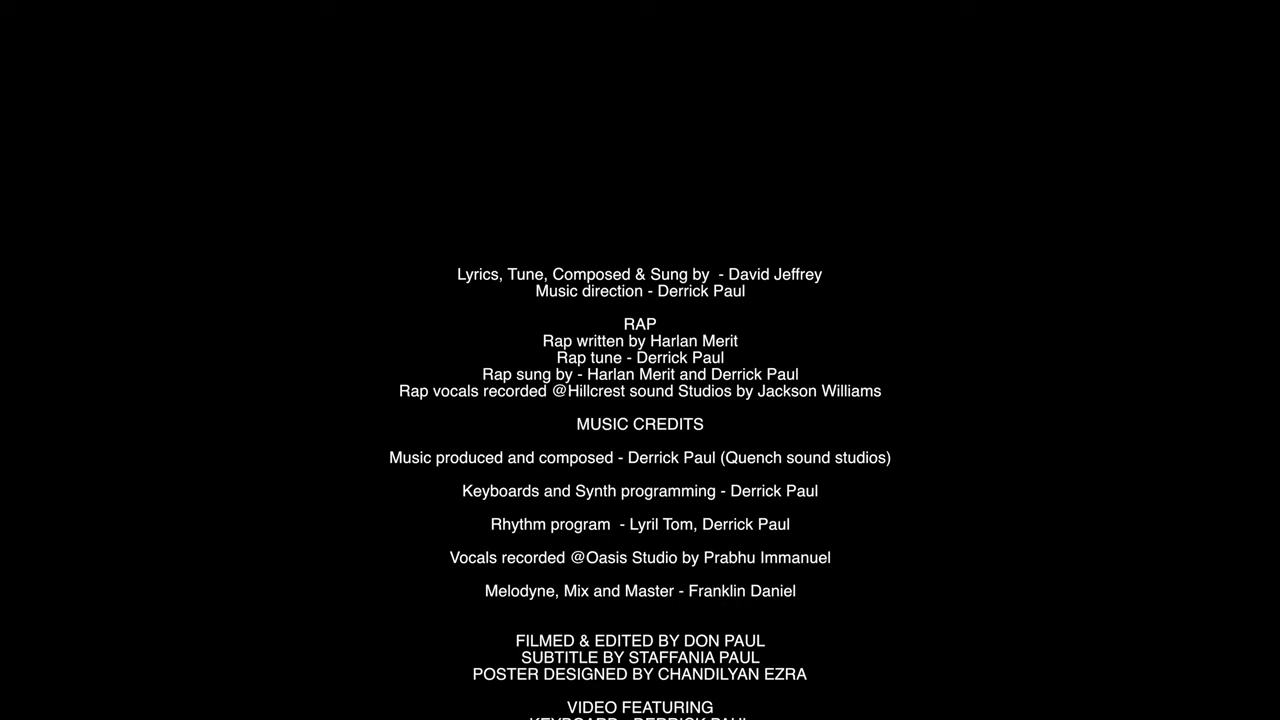 Lyrics, Tune, Composed & Sung by  - David Jeffrey
Music direction - Derrick Paul
RAP
Rap written by Harlan Merit
Rap tune - Derrick Paul
Rap sung by - Harlan Merit and Derrick Paul
Rap vocals recorded @Hillcrest sound Studios by Jackson Williams
MUSIC CREDITS
Music produced and composed - Derrick Paul (Quench sound studios)
Keyboards and Synth programming - Derrick Paul
Rhythm program  - Lyril Tom, Derrick Paul
Vocals recorded @Oasis Studio by Prabhu Immanuel
Melodyne, Mix and Master - Franklin Daniel
FILMED & EDITED BY DON PAUL
SUBTITLE BY STAFFANIA PAUL
POSTER DESIGNED BY CHANDILYAN EZRA
VIDEO FEATURING
KEYBOARD - DERRICK PAUL